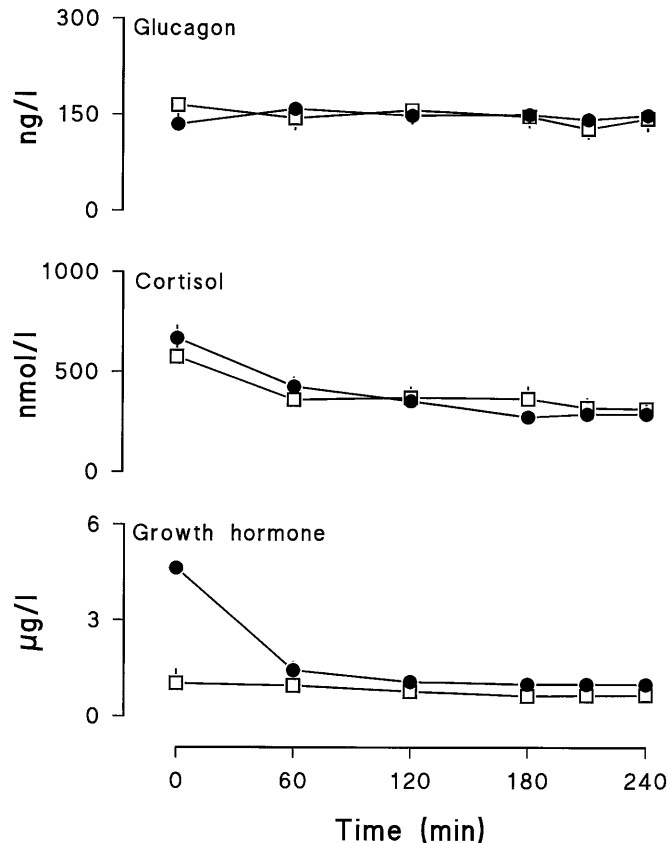 300
Glucagon
ng/l
150
0
1000
Cortisol
nmol/l
500
0
6
Growth hormone
µg/l
3
0
0 60 120 180 240
Time (min)